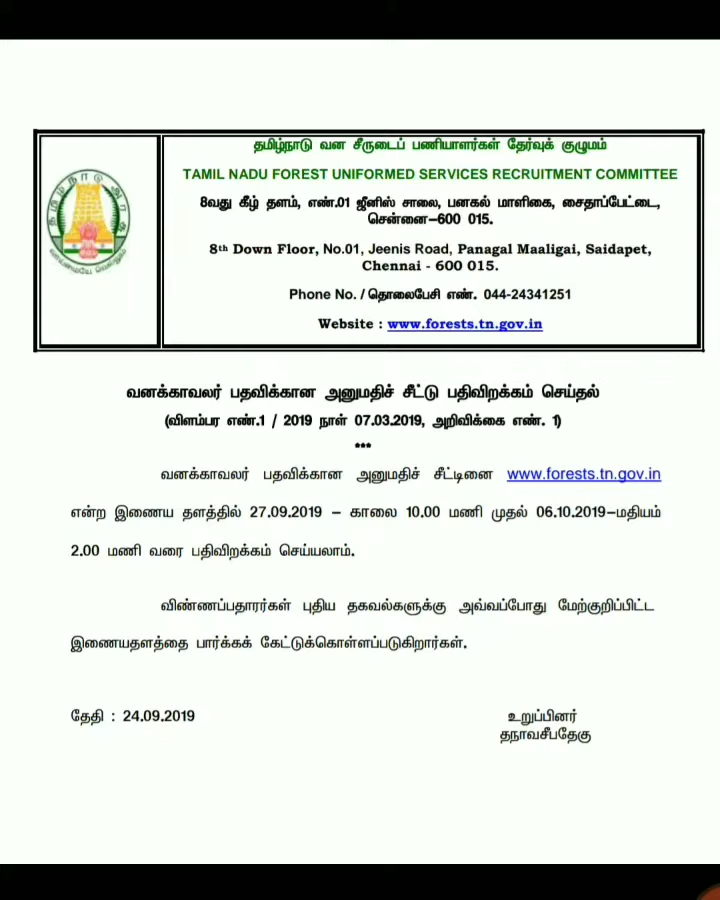 தமிழ்நாடு வன சீருடைப் பணியாளர்கள் தேர்வுக் குழுமம்
TAMIL NADU FOREST UNIFORMED SERVICES RECRUITMENT COMMITTEE
8வது கீழ் தளம், எண்.01 ஜீனிஸ் சாலை, பனகல் மாளிகை, சைதாப்பேட்டை,
சென்னை–600 015.
8th Down Floor, No.01, Jeenis Road, Panagal Maaligai, Saidapet,
Chennai - 600 015.
Phone No. / தொலைபேசி எண். 044-24341251
Website : www.forests.tn.gov.in
வனக்காவலர் பதவிக்கான அனுமதிச் சீட்டு பதிவிறக்கம் செய்தல்
(விளம்பர எண்.1 / 2019 நாள் 07.03.2019, அறிவிக்கை எண். 1)
***
வனக்காவலர் பதவிக்கான அனுமதிச் சீட்டினை www.forests.tn.gov.in
என்ற இணைய தளத்தில் 27.09.2019 – காலை 10.00 மணி முதல் 06.10.2019–மதியம்
2.00 மணி வரை பதிவிறக்கம் செய்யலாம்.
விண்ணப்பதாரர்கள் புதிய தகவல்களுக்கு அவ்வப்போது மேற்குறிப்பிட்ட
இணையதளத்தை பார்க்கக் கேட்டுக்கொள்ளப்படுகிறார்கள்.
தேதி : 24.09.2019
உறுப்பினர்
தநாவசீபதேகு